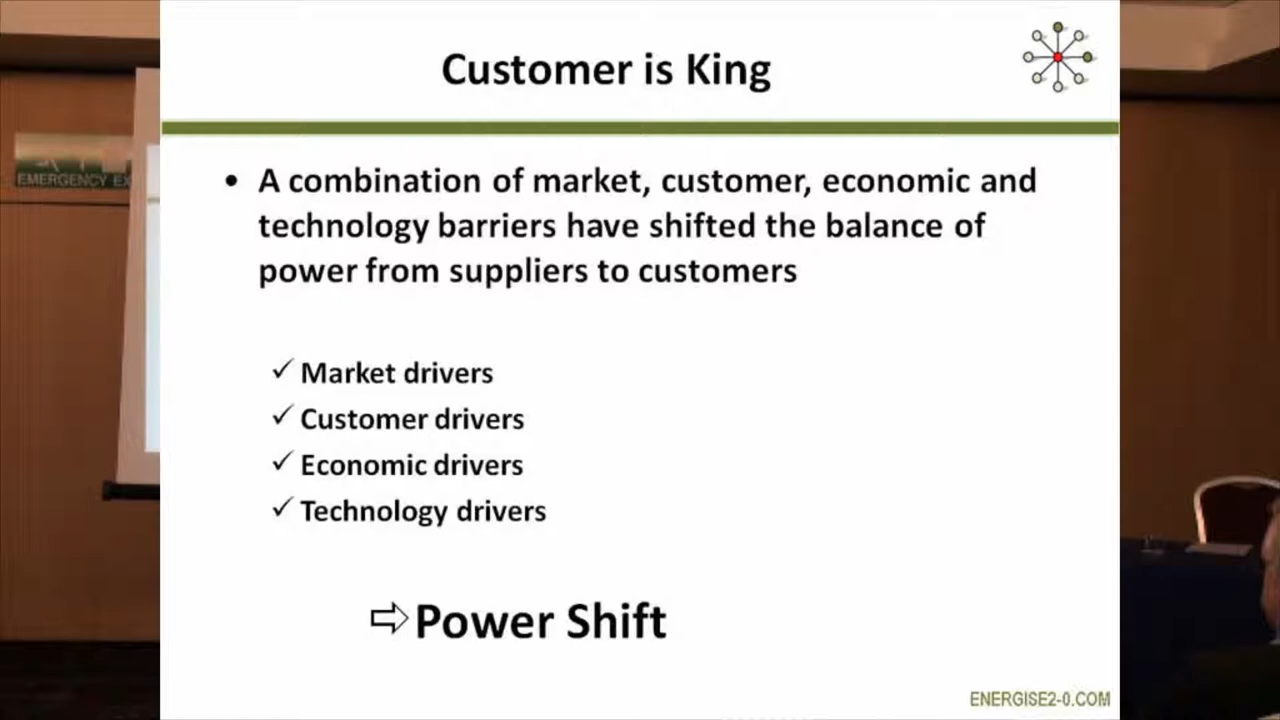 Customer is King
• A combination of market, customer, economic and
technology barriers have shifted the balance of
power from suppliers to customers
✓ Market drivers
✓ Customer drivers
✓ Economic drivers
✓ Technology drivers
⇨ Power Shift
ENERGISE2-0.COM
EMERGENCY